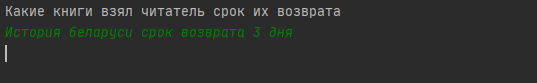 Какие книги взял читатель срок их возврата
История беларуси срок возврата 3 дня